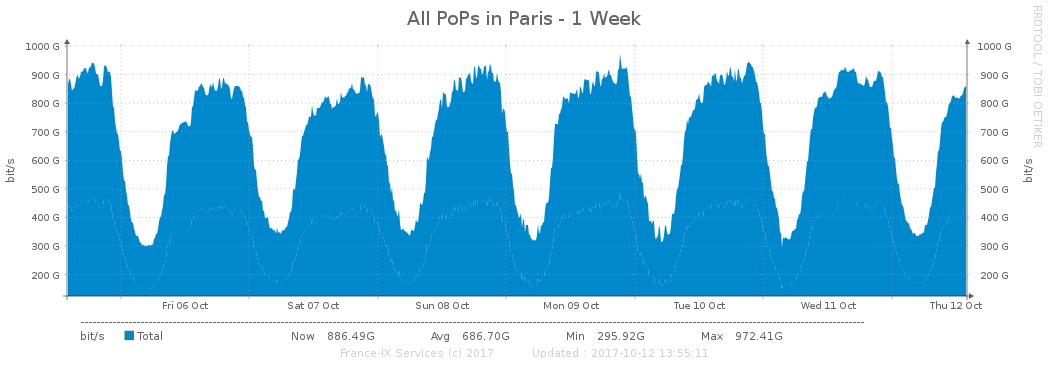 All PoPs in Paris - 1 Week
RRDTOOL / TOBI OETIKER
1000 G 1000 G
900 G 900 G
800 G 800 G
700 G 700 G
600 G 600 G
500 G 500 G
400 G 400 G
300 G 300 G
200 G 200 G
bit/s
bit/s
Fri 06 Oct Sat 07 Oct Sun 08 Oct Mon 09 Oct Tue 10 Oct Wed 11 Oct Thu 12 Oct
bit/s Total Now 886.49G Avg 686.70G Min 295.92G Max 972.41G
France-IX Services (c) 2017 Updated : 2017-10-12 13:55:11